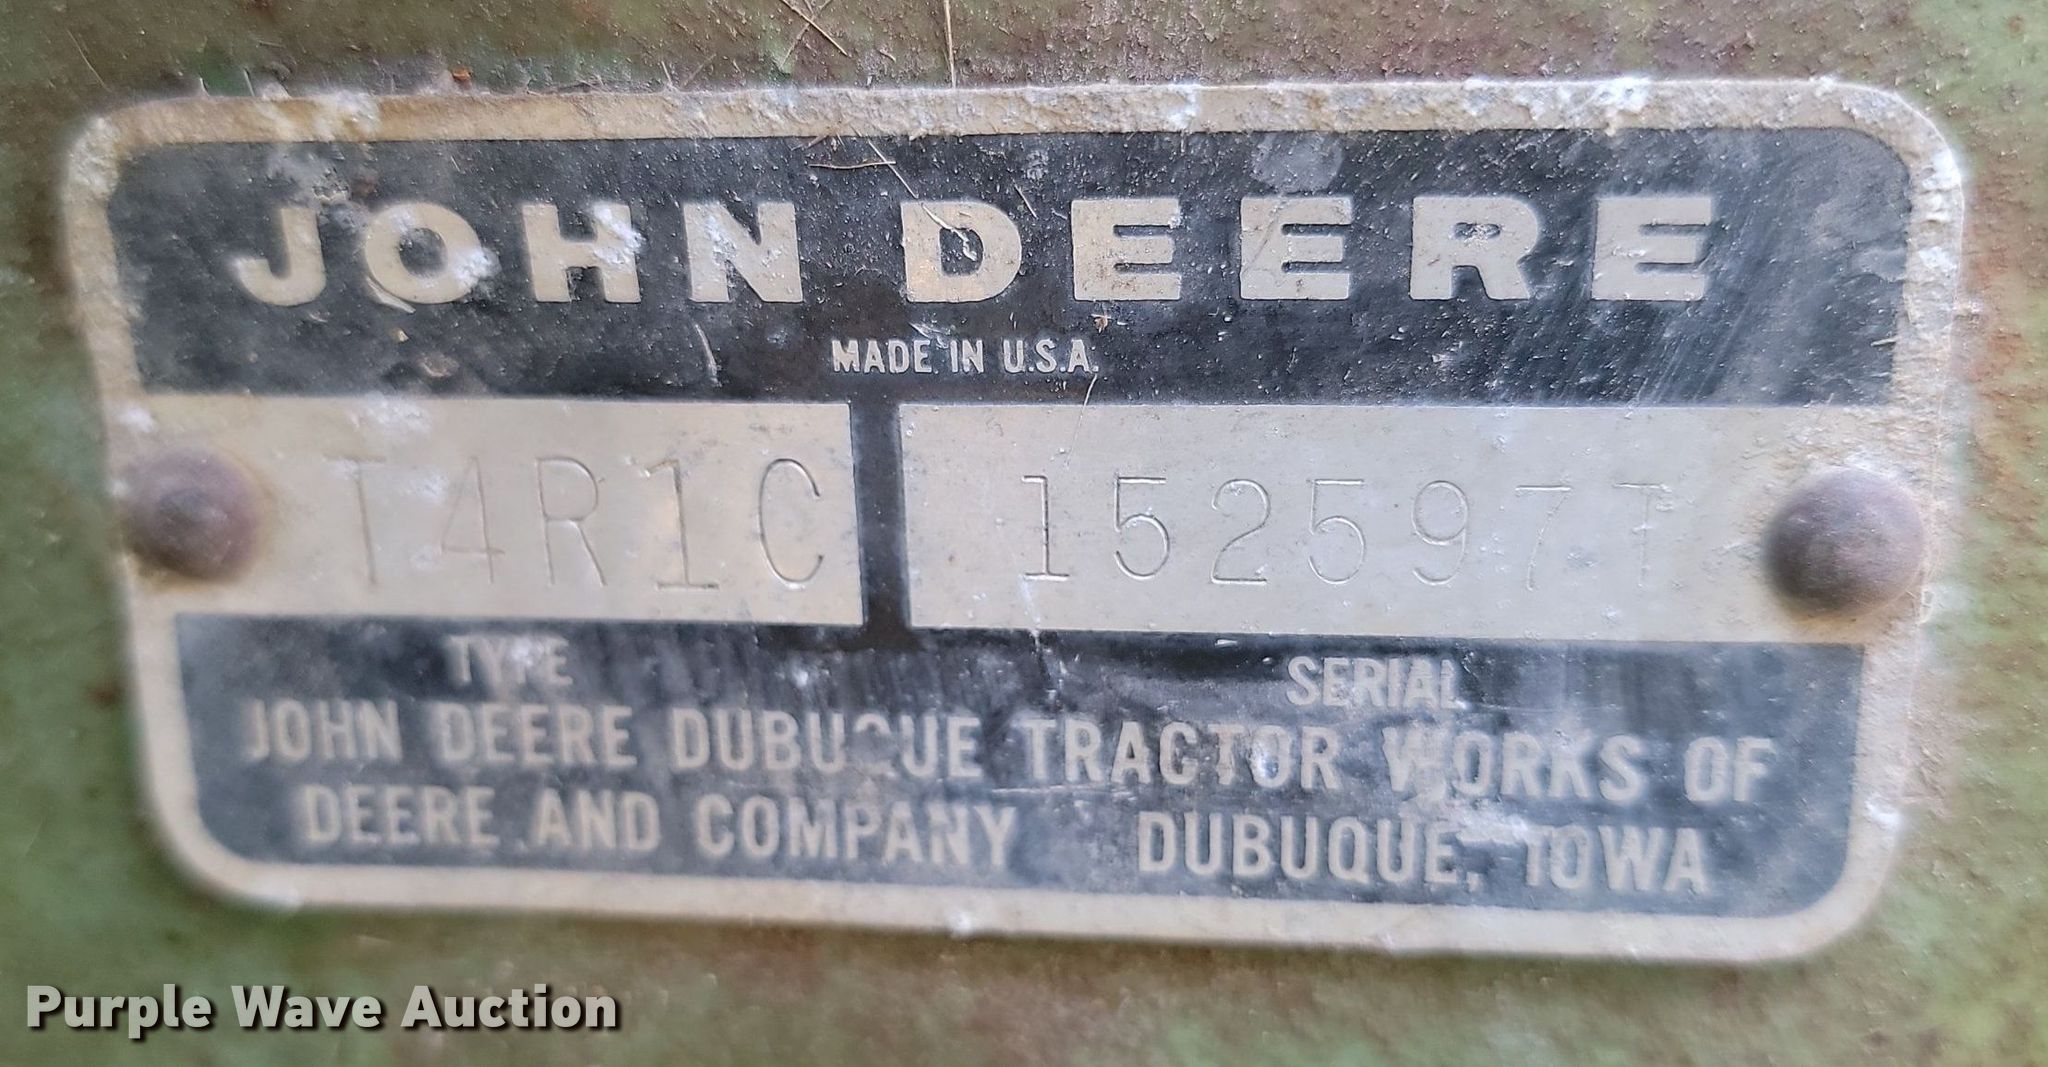 JOHN DEERE
MADE IN U.S.A.
T4R1C 152597T
TYPE SERIAL
JOHN DEERE DUBUQUE TRACTOR WORKS OF
DEERE AND COMPANY DUBUQUE, IOWA
Purple Wave Auction